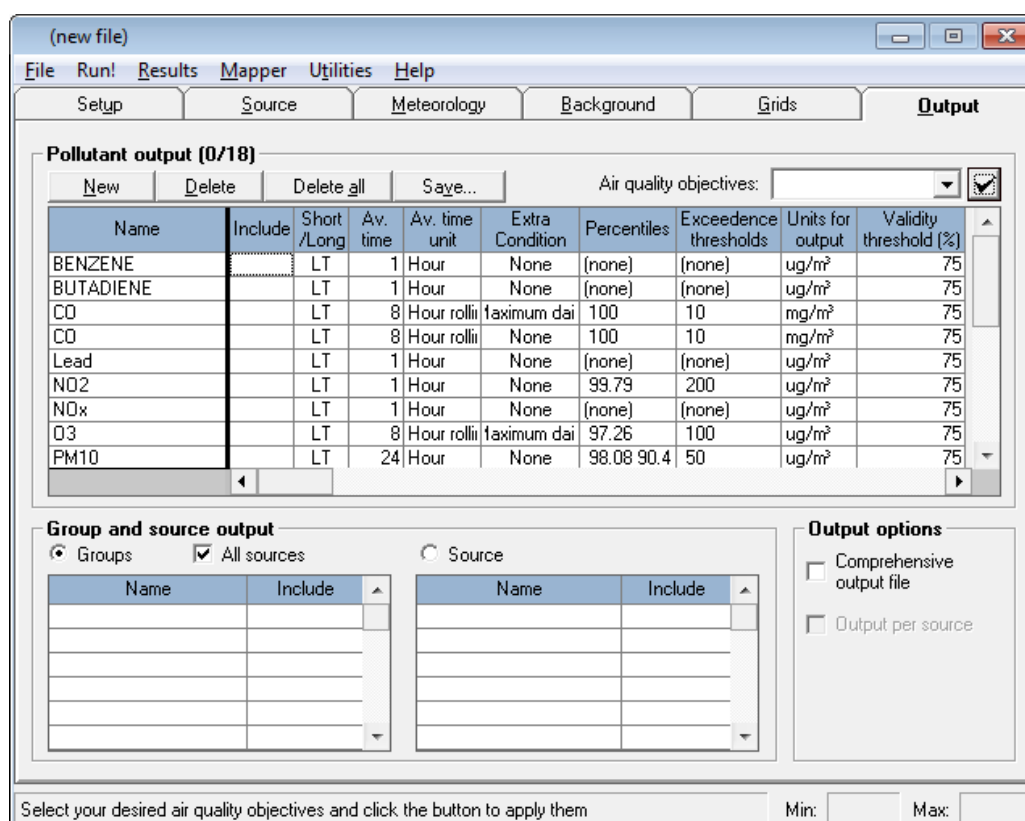 (new file)
File Run! Results Mapper Utilities Help
Setup Source Meteorology Background Grids Output
Pollutant output (0/18)
New Delete Delete all Save... Air quality objectives:
Name Include Short /Long Av. time Av. time unit Extra Condition Percentiles Exceedence thresholds Units for output Validity threshold (%)
BENZENE LT 1 Hour None (none) (none) ug/m³ 75
BUTADIENE LT 1 Hour None (none) (none) ug/m³ 75
CO LT 8 Hour rolli 1aximum dai 100 10 mg/m³ 75
CO LT 8 Hour rolli None 100 10 mg/m³ 75
Lead LT 1 Hour None (none) (none) ug/m³ 75
NO2 LT 1 Hour None 99.79 200 ug/m³ 75
NOx LT 1 Hour None (none) (none) ug/m³ 75
O3 LT 8 Hour rolli 1aximum dai 97.26 100 ug/m³ 75
PM10 LT 24 Hour None 98.08 90.4 50 ug/m³ 75
Group and source output
Groups All sources Source
Name Include Name Include
Output options
Comprehensive
output file
Output per source
Select your desired air quality objectives and click the button to apply them Min: Max: